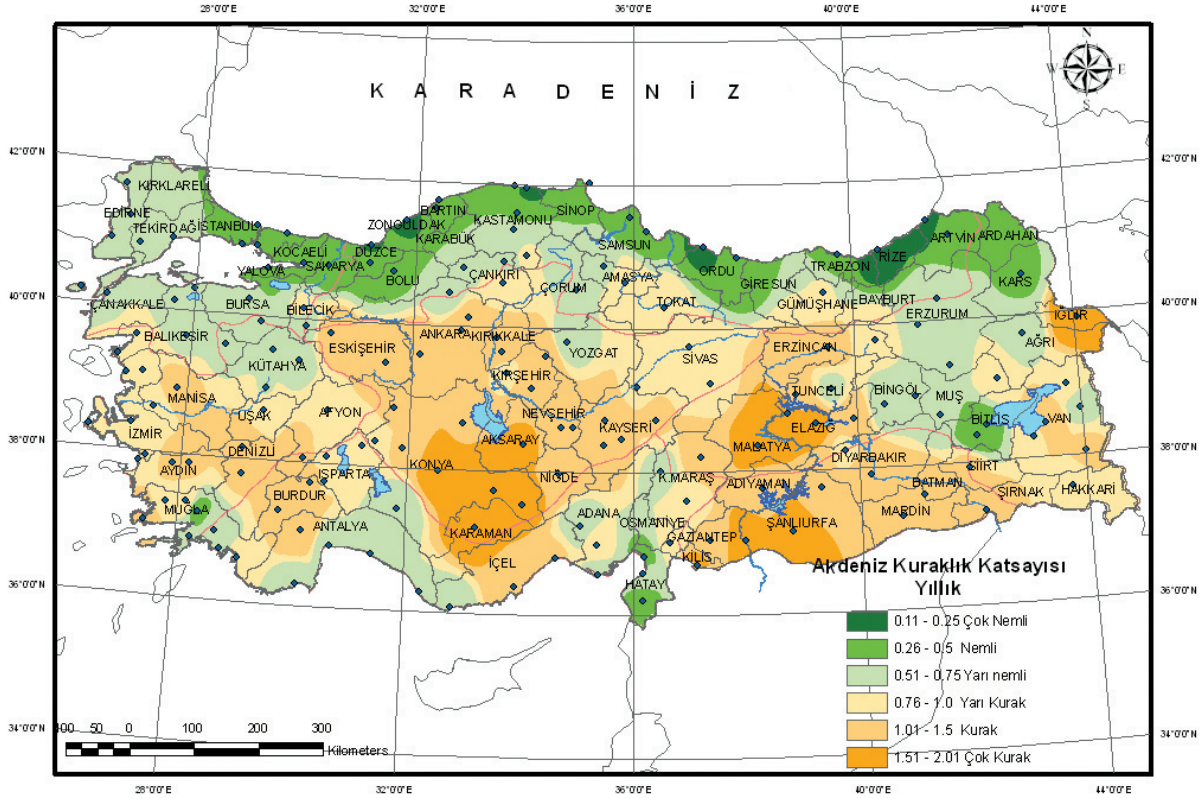 28°0'0"E 32°0'0"E 36°0'0"E 40°0'0"E 44°0'0"E
N
W E
S
K A R A D E N İ Z
42°0'0"N 42°0'0"N
KIRKLARELİ
EDİRNE
TEKİRDAĞ
İSTANBUL
KOCAELİ
YALOVA
SAKARYA
DÜZCE
BOLU
ZONGULDAK
BARTIN
KARABÜK
KASTAMONU
SİNOP
SAMSUN
ORDU
GİRESUN
TRABZON
RİZE
ARTVİN
ARDAHAN
KARS
40°0'0"N 40°0'0"N
ÇANAKKALE
BURSA
BİLECİK
ÇANKIRI
ÇORUM
AMASYA
TOKAT
GÜMÜŞHANE
BAYBURT
ERZURUM
IĞDIR
AĞRI
BALIKESİR
KÜTAHYA
ESKİŞEHİR
ANKARA
KIRIKKALE
YOZGAT
SİVAS
ERZİNCAN
KIRŞEHİR
TUNCELİ
BİNGÖL
MUŞ
BİTLİS
VAN
MANİSA
UŞAK
AFYON
NEVŞEHİR
KAYSERİ
ELAZIĞ
38°0'0"N 38°0'0"N
İZMİR
AYDIN
DENİZLİ
ISPARTA
KONYA
AKSARAY
NİĞDE
K.MARAŞ
MALATYA
DİYARBAKIR
SİİRT
BATMAN
ŞIRNAK
HAKKARİ
MUĞLA
BURDUR
ANTALYA
KARAMAN
İÇEL
ADANA
OSMANİYE
ADIYAMAN
GAZİANTEP
KİLİS
ŞANLIURFA
MARDİN
HATAY
36°0'0"N 36°0'0"N
Akdeniz Kuraklık Katsayısı
Yıllık
0.11 - 0.25 Çok Nemli
0.26 - 0.5 Nemli
0.51 - 0.75 Yarı nemli
0.76 - 1.0 Yarı Kurak
1.01 - 1.5 Kurak
1.51 - 2.01 Çok Kurak
34°0'0"N 34°0'0"N
100 50 0 100 200 300
Kilometers
28°0'0"E 32°0'0"E 36°0'0"E 40°0'0"E 44°0'0"E